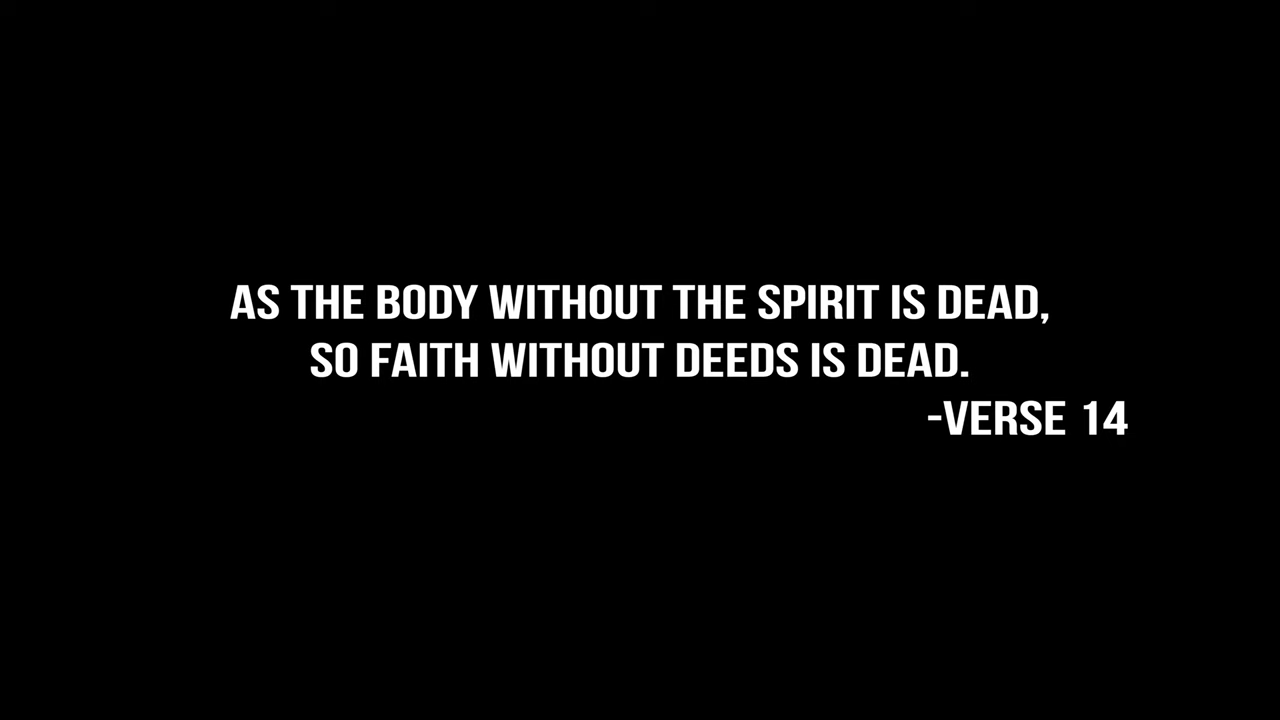 AS THE BODY WITHOUT THE SPIRIT IS DEAD,
SO FAITH WITHOUT DEEDS IS DEAD.
-VERSE 14